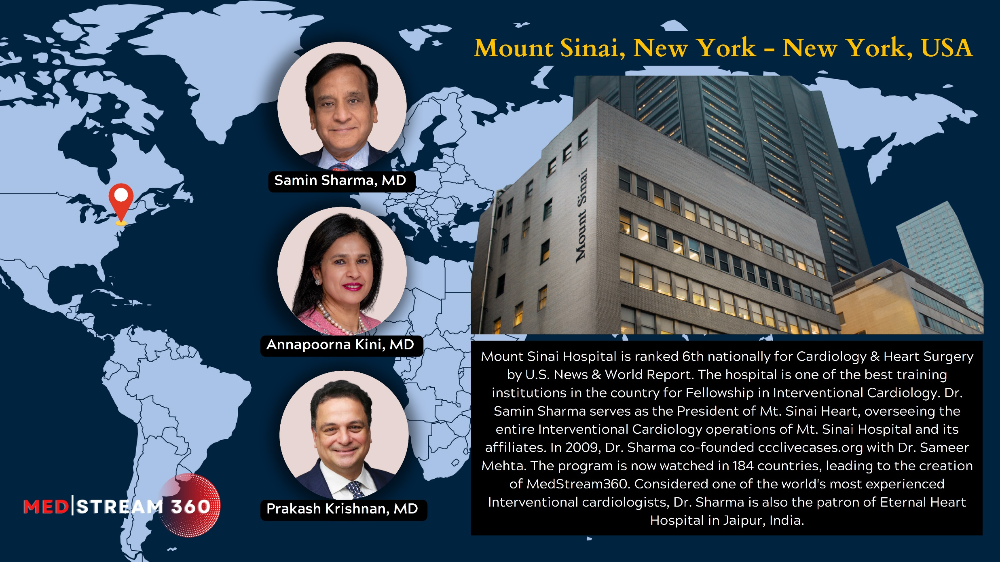 Mount Sinai, New York - New York, USA
Samin Sharma, MD
Annapoorna Kini, MD
Prakash Krishnan, MD
Mount Sinai
Mount Sinai Hospital is ranked 6th nationally for Cardiology & Heart Surgery
by U.S. News & World Report. The hospital is one of the best training
institutions in the country for Fellowship in Interventional Cardiology. Dr.
Samin Sharma serves as the President of Mt. Sinai Heart, overseeing the
entire Interventional Cardiology operations of Mt. Sinai Hospital and its
affiliates. In 2009, Dr. Sharma co-founded ccclivecases.org with Dr. Sameer
Mehta. The program is now watched in 184 countries, leading to the creation
of MedStream360. Considered one of the world's most experienced
Interventional cardiologists, Dr. Sharma is also the patron of Eternal Heart
Hospital in Jaipur, India.
MED|STREAM 360